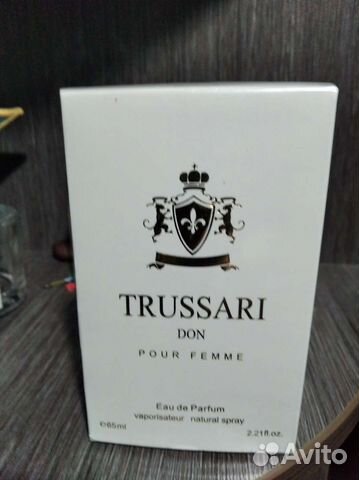 TRUSSARI
DON
POUR FEMME
Eau de Parfum
vaporisateur natural spray
℮65ml 2.21fl.oz.
Avito